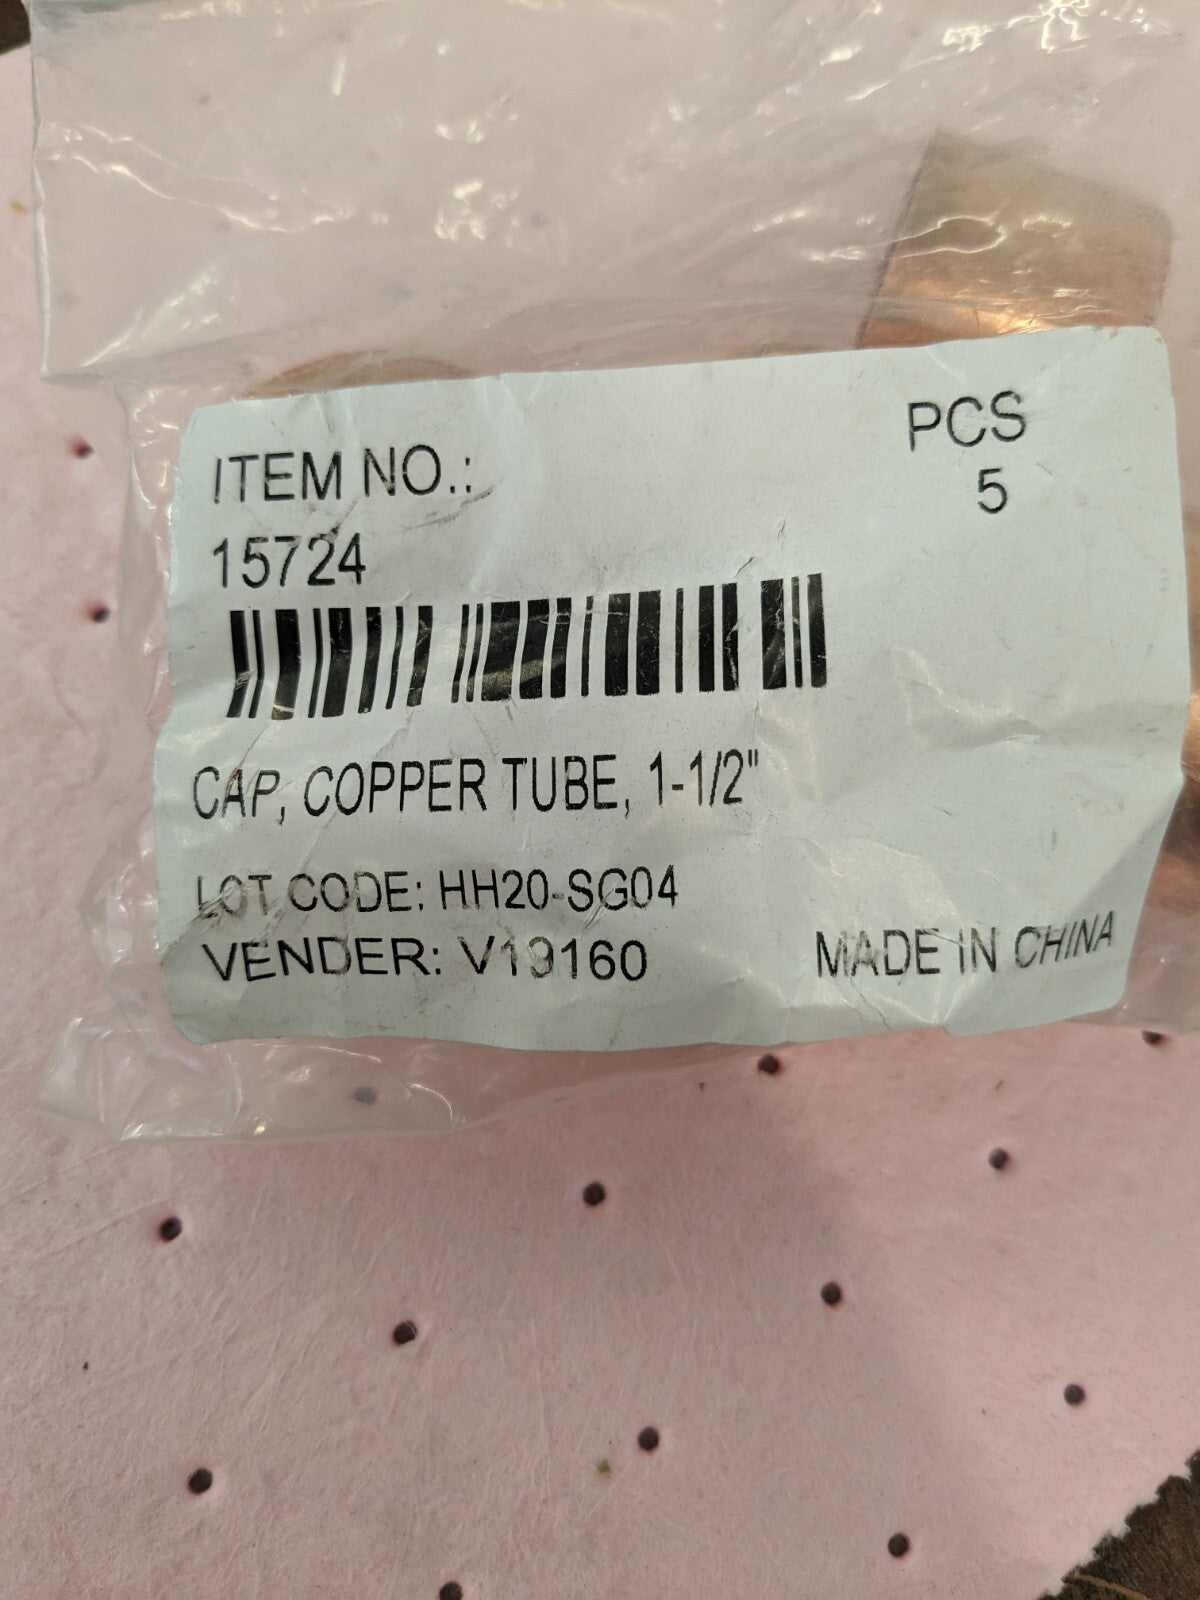 ITEM NO.:
PCS
15724
5
CAP, COPPER TUBE, 1-1/2"
LOT CODE: HH20-SG04
VENDER: V19160
MADE IN CHINA